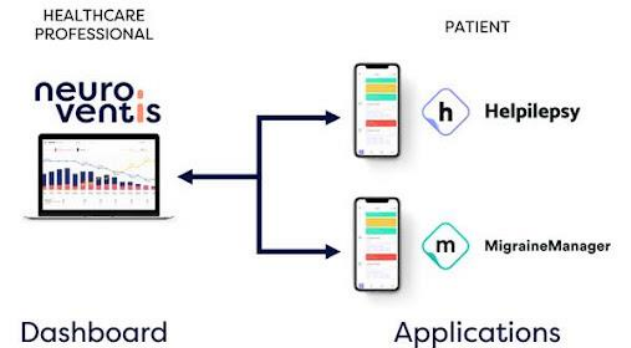 HEALTHCARE
PROFESSIONAL
PATIENT
neuro
ventis
h
Helpilepsy
m
MigraineManager
Dashboard
Applications